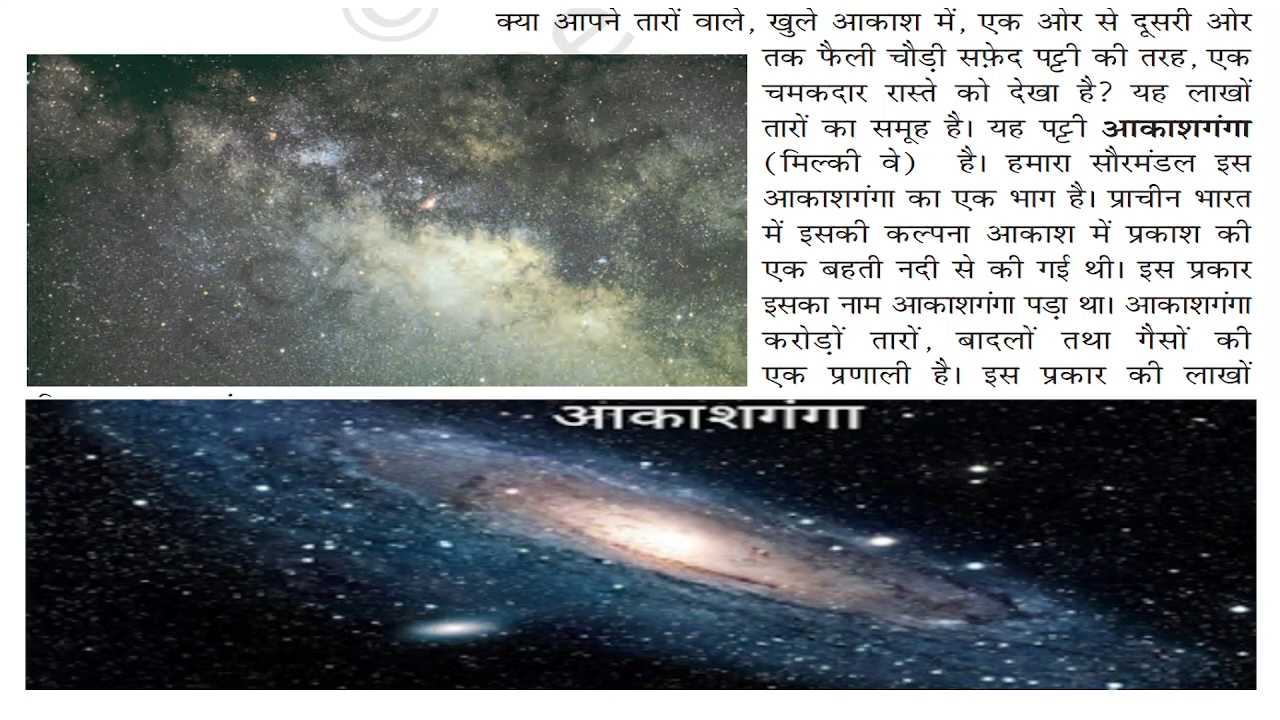 क्या आपने तारों वाले, खुले आकाश में, एक ओर से दूसरी ओर
तक फैली चौड़ी सफ़ेद पट्टी की तरह, एक
चमकदार रास्ते को देखा है? यह लाखों
तारों का समूह है। यह पट्टी आकाशगंगा
(मिल्की वे) है। हमारा सौरमंडल इस
आकाशगंगा का एक भाग है। प्राचीन भारत
में इसकी कल्पना आकाश में प्रकाश की
एक बहती नदी से की गई थी। इस प्रकार
इसका नाम आकाशगंगा पड़ा था। आकाशगंगा
करोड़ों तारों, बादलों तथा गैसों की
एक प्रणाली है। इस प्रकार की लाखों
आकाशगंगा